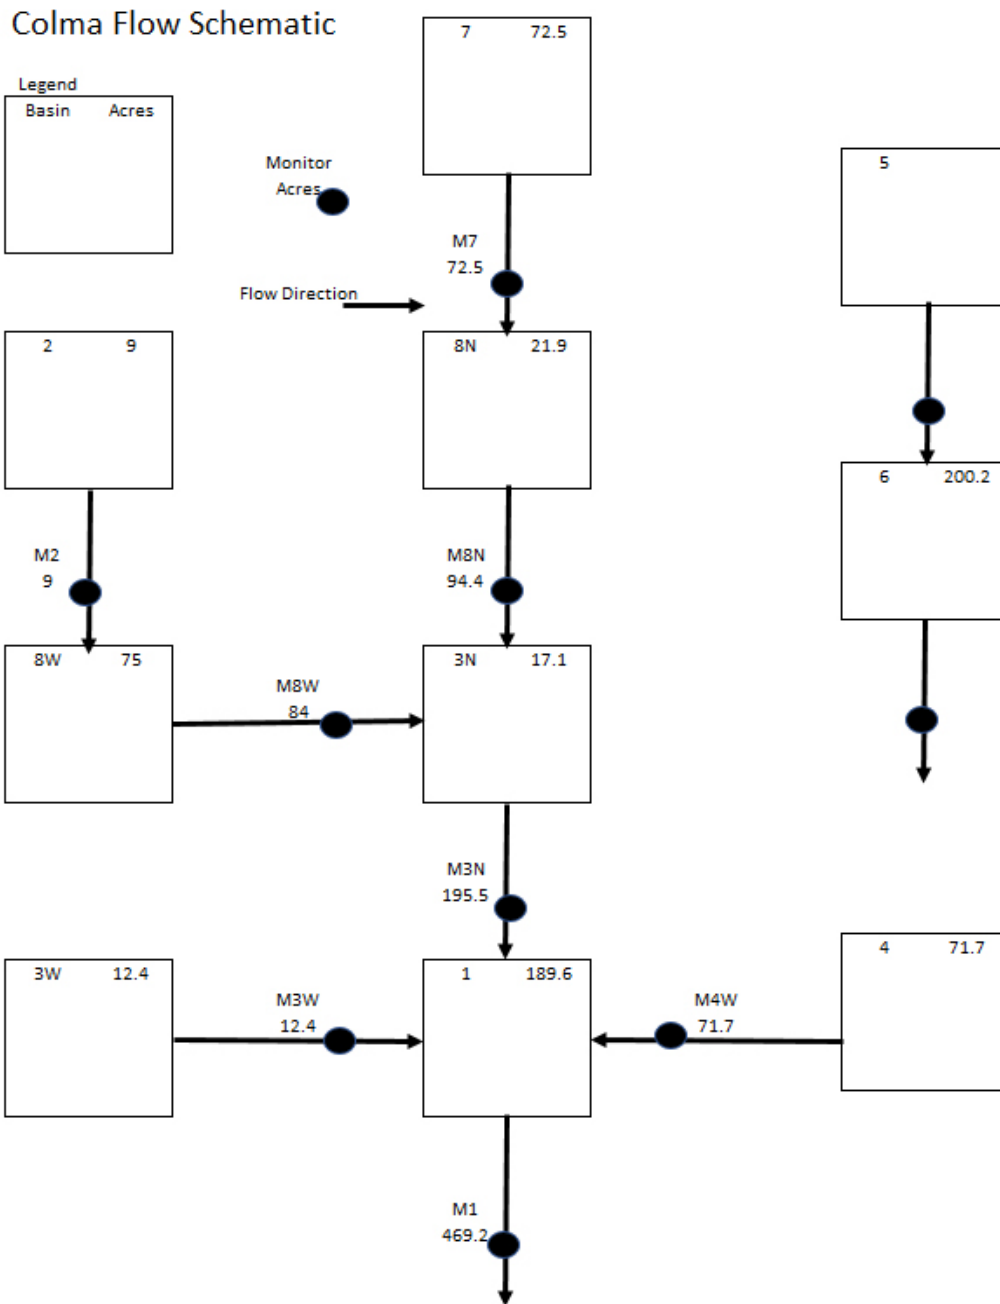 Colma Flow Schematic
7 72.5
Legend
Basin Acres
Monitor
Acres
5
M7
72.5
Flow Direction
2 9
8N 21.9
6 200.2
M2
9
M8N
94.4
8W 75
M8W
84
3N 17.1
M3N
195.5
4 71.7
3W 12.4
M3W
12.4
1 189.6
M4W
71.7
M1
469.2